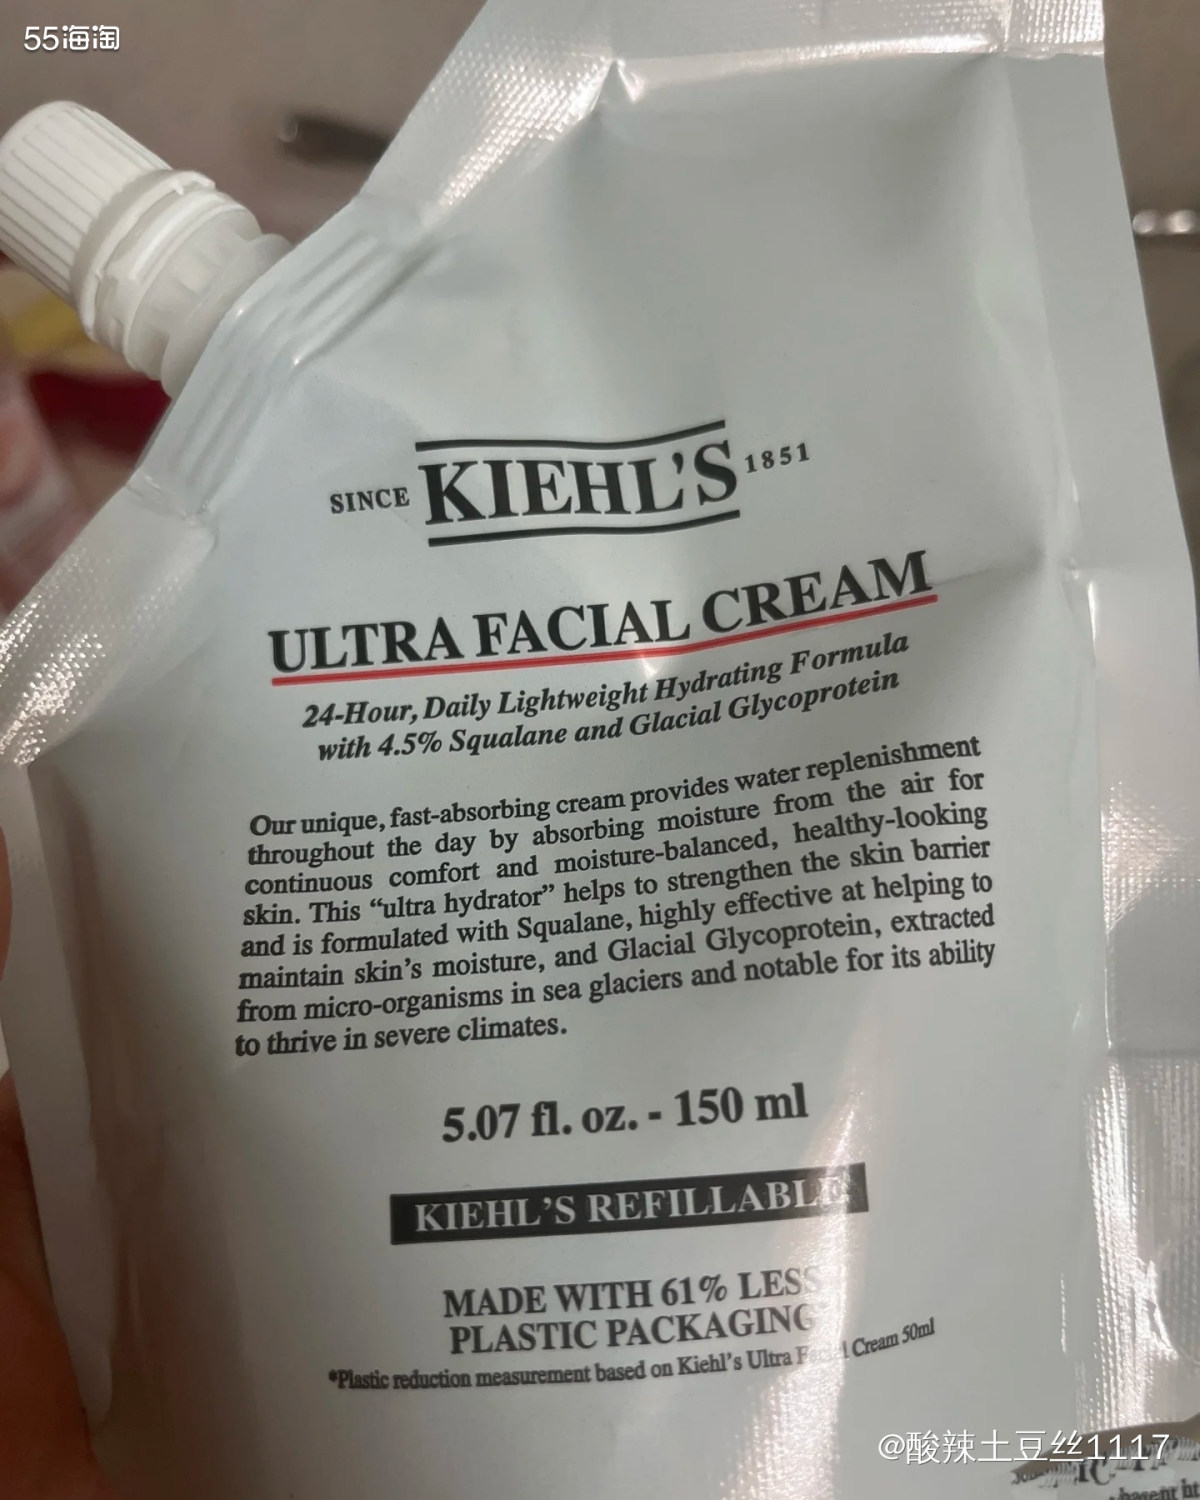 55海淘
SINCE KIEHL'S 1851
ULTRA FACIAL CREAM
24-Hour, Daily Lightweight Hydrating Formula
with 4.5% Squalane and Glacial Glycoprotein
Our unique, fast-absorbing cream provides water replenishment
throughout the day by absorbing moisture from the air for
continuous comfort and moisture-balanced, healthy-looking
skin. This “ultra hydrator” helps to strengthen the skin barrier
and is formulated with Squalane, highly effective at helping to
maintain skin’s moisture, and Glacial Glycoprotein, extracted
from micro-organisms in sea glaciers and notable for its ability
to thrive in severe climates.
5.07 fl. oz. - 150 ml
KIEHL'S REFILLABLE
MADE WITH 61% LESS
PLASTIC PACKAGING
*Plastic reduction measurement based on Kiehl's Ultra Cream 50ml
@酸辣土豆丝1117